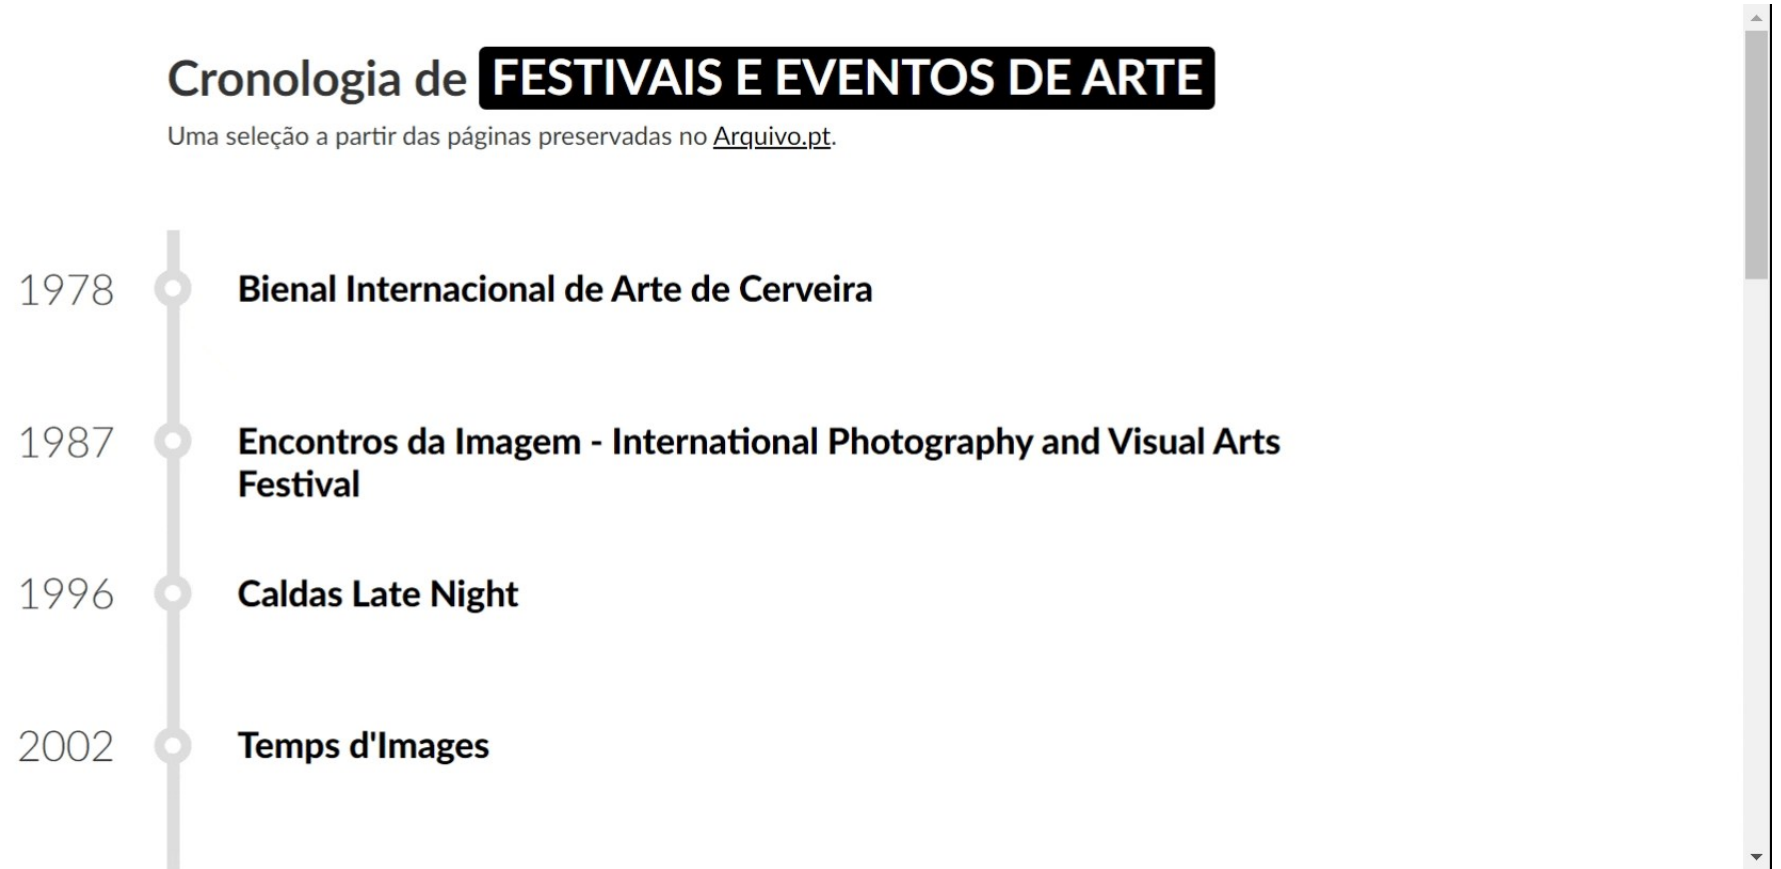 Cronologia de FESTIVAIS E EVENTOS DE ARTE
Uma seleção a partir das páginas preservadas no Arquivo.pt.
1978 Bienal Internacional de Arte de Cerveira
1987 Encontros da Imagem - International Photography and Visual Arts
Festival
1996 Caldas Late Night
2002 Temps d'Images